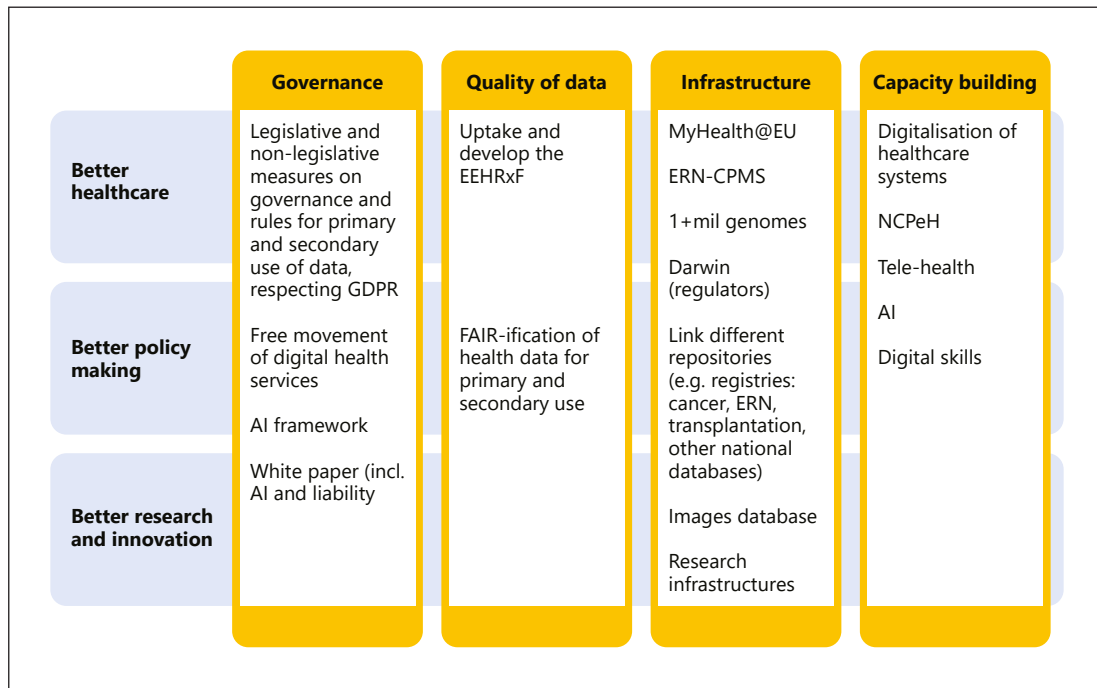 Governance
Quality of data
Infrastructure
Capacity building
Better
healthcare
Better policy
making
Better research
and innovation
Legislative and
non-legislative
measures on
governance and
rules for primary
and secondary
use of data,
respecting GDPR
Free movement
of digital health
services
AI framework
White paper (incl.
AI and liability
Uptake and
develop the
EEHRxF
FAIR-ification of
health data for
primary and
secondary use
MyHealth@EU
ERN-CPMS
1+mil genomes
Darwin
(regulators)
Link different
repositories
(e.g. registries:
cancer, ERN,
transplantation,
other national
databases)
Images database
Research
infrastructures
Digitalisation of
healthcare
systems
NCPeH
Tele-health
AI
Digital skills